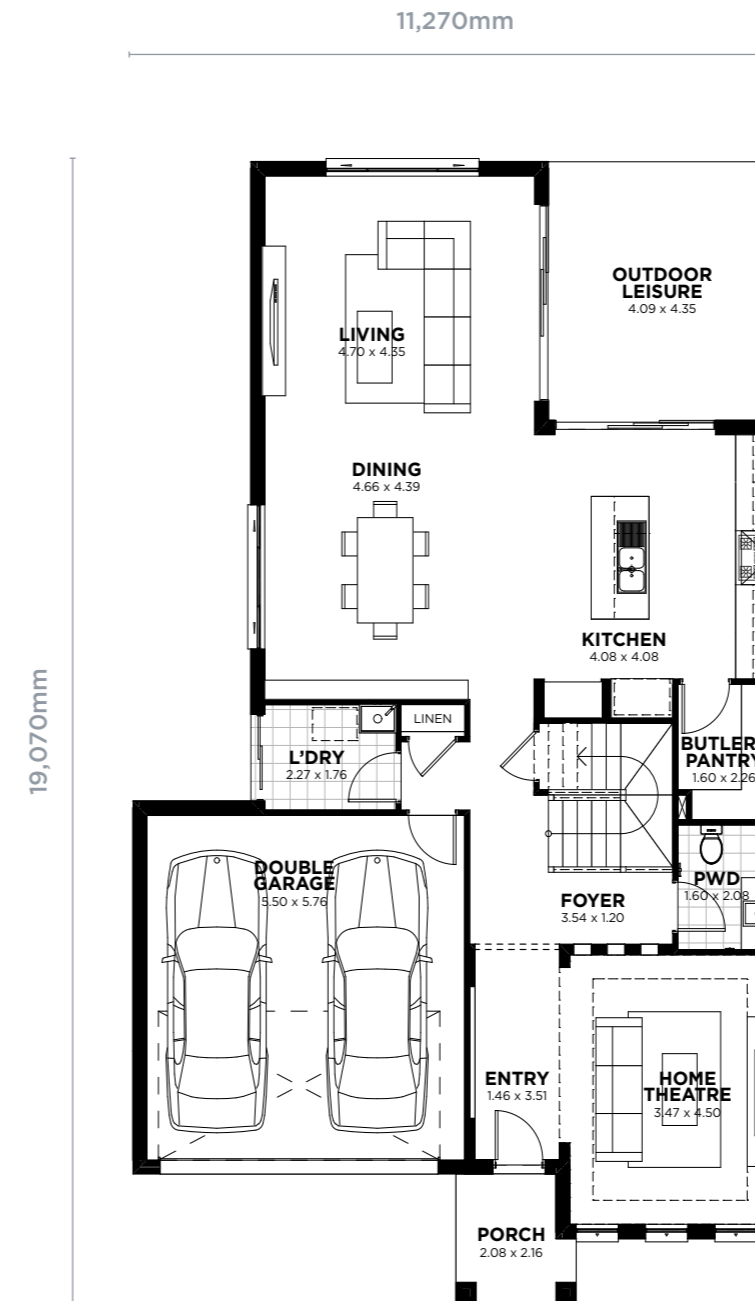 11,270mm
19,070mm
OUTDOOR
LEISURE
4.09 x 4.35
LIVING
4.70 x 4.35
DINING
4.66 x 4.39
KITCHEN
4.08 x 4.08
LINEN
L'DRY
2.27 x 1.76
BUTLER
PANTRY
1.60 x 2.26
DOUBLE
GARAGE
5.50 x 5.76
PWD
1.60 x 2.08
FOYER
3.54 x 1.20
ENTRY
1.46 x 3.51
HOME
THEATRE
3.47 x 4.50
PORCH
2.08 x 2.16